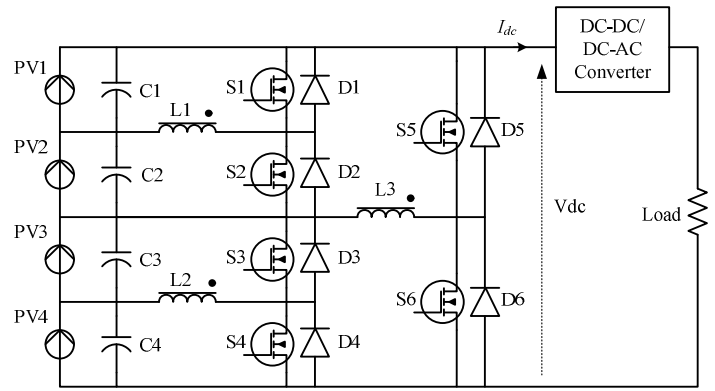 I_dc
DC-DC/
DC-AC
Converter
PV1
C1
S1
D1
L1
PV2
C2
S2
D2
S5
D5
L3
Vdc
Load
PV3
C3
S3
D3
L2
S6
D6
PV4
C4
S4
D4